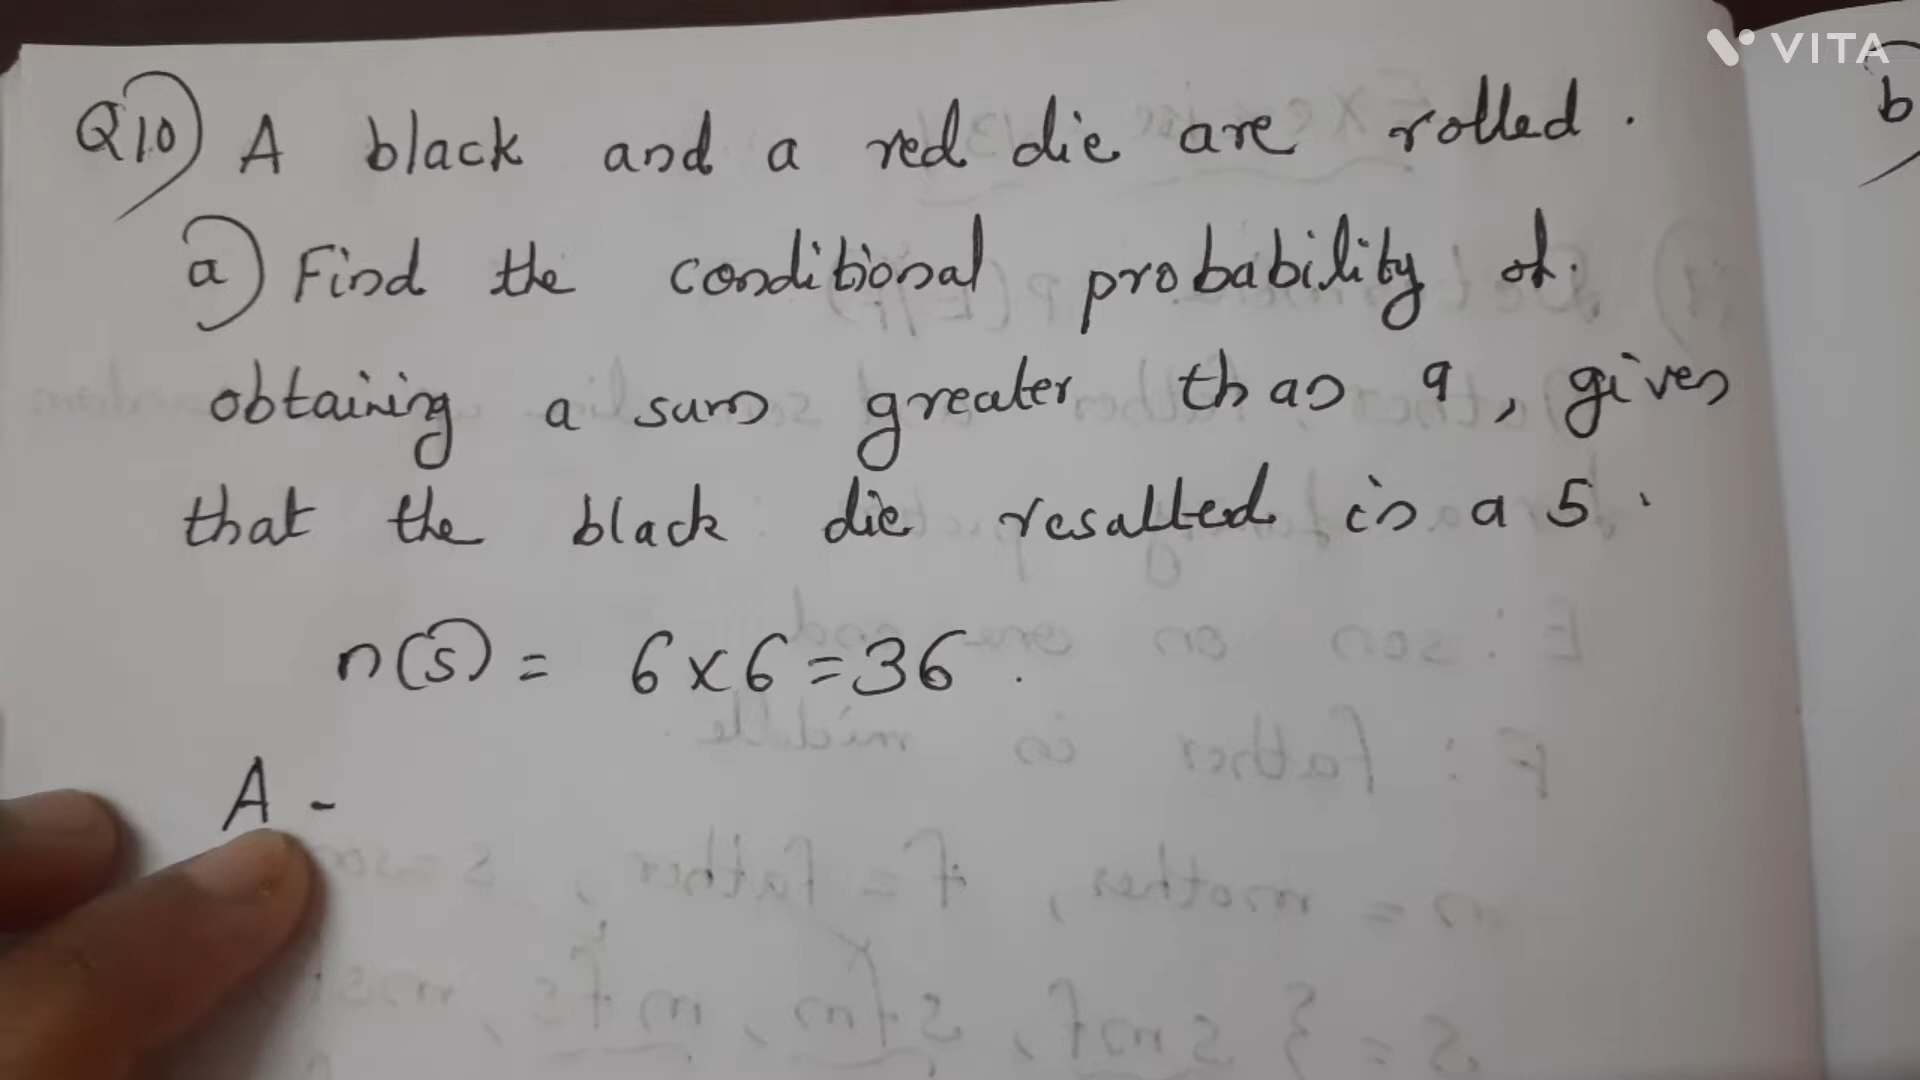 VITA
Q10) A black and a red die are rolled.
a) Find the conditional probability of
obtaining a sum greater than 9, given
that the black die resulted in a 5.
n(s) = 6×6=36.
A -
b)